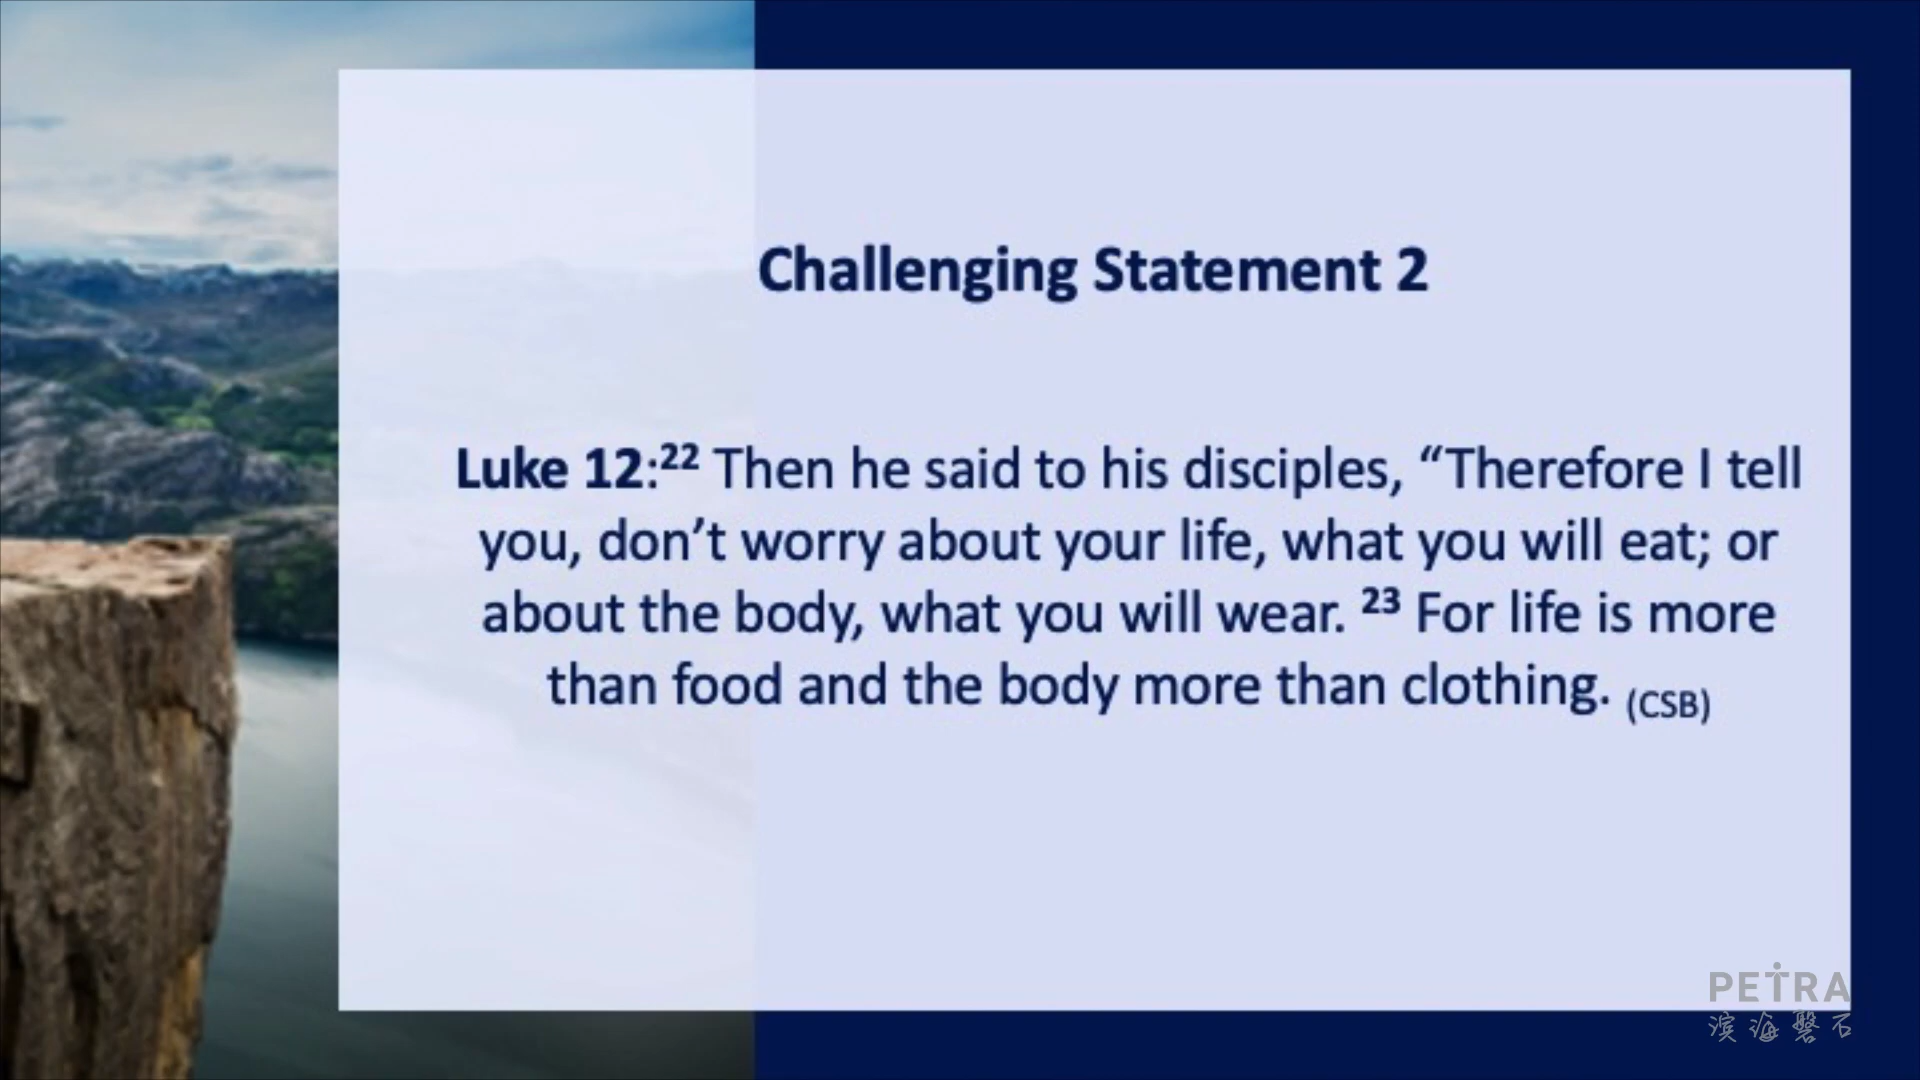 Challenging Statement 2
Luke 12:22 Then he said to his disciples, “Therefore I tell
you, don’t worry about your life, what you will eat; or
about the body, what you will wear. 23 For life is more
than food and the body more than clothing. (CSB)
PETRA
滨海磐石